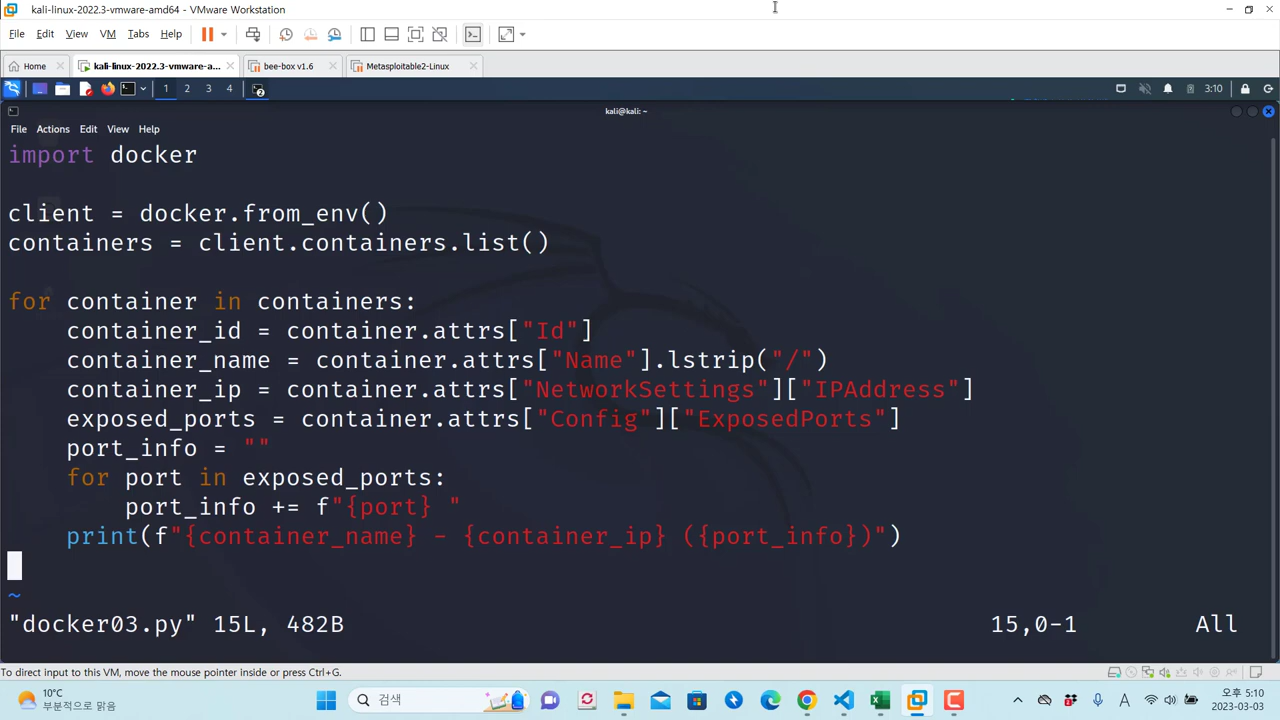 kali-linux-2022.3-vmware-amd64 - VMware Workstation
File Edit View VM Tabs Help
Home kali-linux-2022.3-vmware-a... bee-box v1.6 Metasploitable2-Linux
1 2 3 4 3:10
kali@kali: ~
File Actions Edit View Help
import docker
client = docker.from_env()
containers = client.containers.list()
for container in containers:
    container_id = container.attrs["Id"]
    container_name = container.attrs["Name"].lstrip("/")
    container_ip = container.attrs["NetworkSettings"]["IPAddress"]
    exposed_ports = container.attrs["Config"]["ExposedPorts"]
    port_info = ""
    for port in exposed_ports:
        port_info += f"{port} "
    print(f"{container_name} - {container_ip} ({port_info})")
~
"docker03.py" 15L, 482B 15,0-1 All
To direct input to this VM, move the mouse pointer inside or press Ctrl+G.
10°C
부분적으로 맑음
검색
A
오후 5:10
2023-03-03